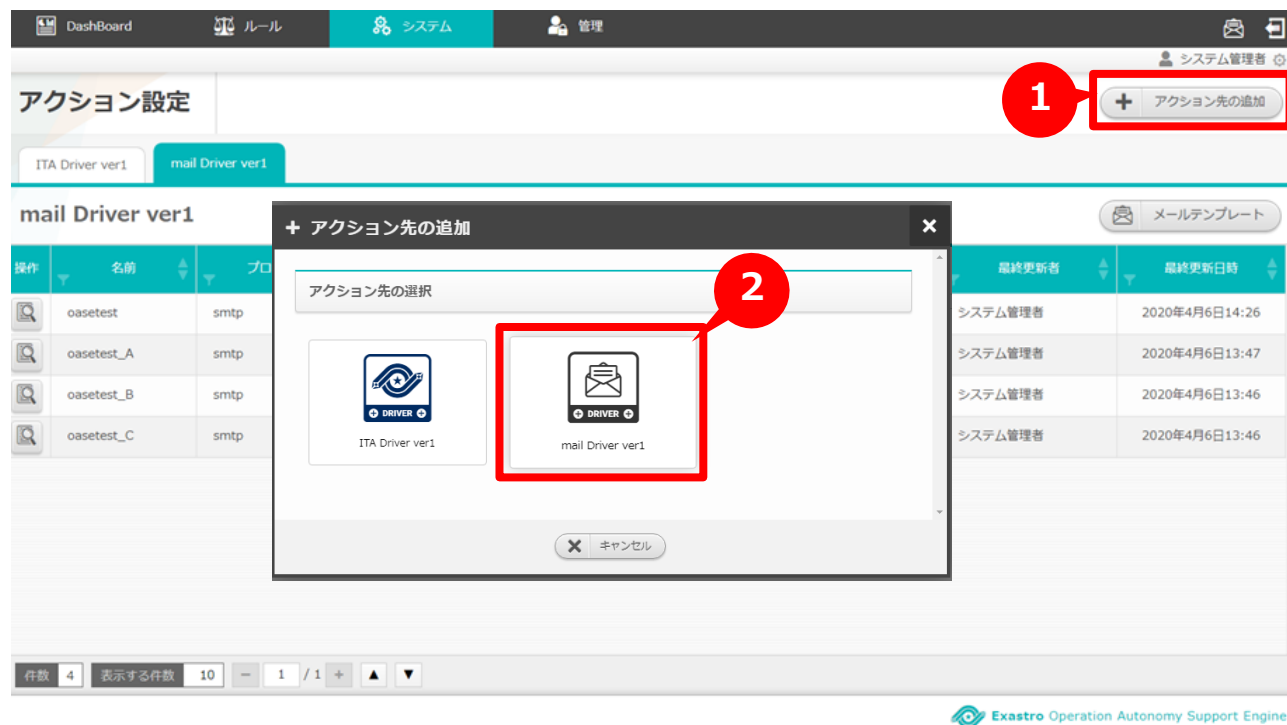 DashBoard ルール システム 管理
システム管理者
アクション設定
1
アクション先の追加
ITA Driver ver1 mail Driver ver1
mail Driver ver1
メールテンプレート
操作 名前 プロ 最終更新者 最終更新日時
oasetest smtp システム管理者 2020年4月6日14:26
oasetest_A smtp システム管理者 2020年4月6日13:47
oasetest_B smtp システム管理者 2020年4月6日13:46
oasetest_C smtp システム管理者 2020年4月6日13:46
アクション先の追加
アクション先の選択
2
DRIVER DRIVER
ITA Driver ver1 mail Driver ver1
キャンセル
件数 4 表示する件数 10 - 1 / 1 + ▲ ▼
Exastro Operation Autonomy Support Engine